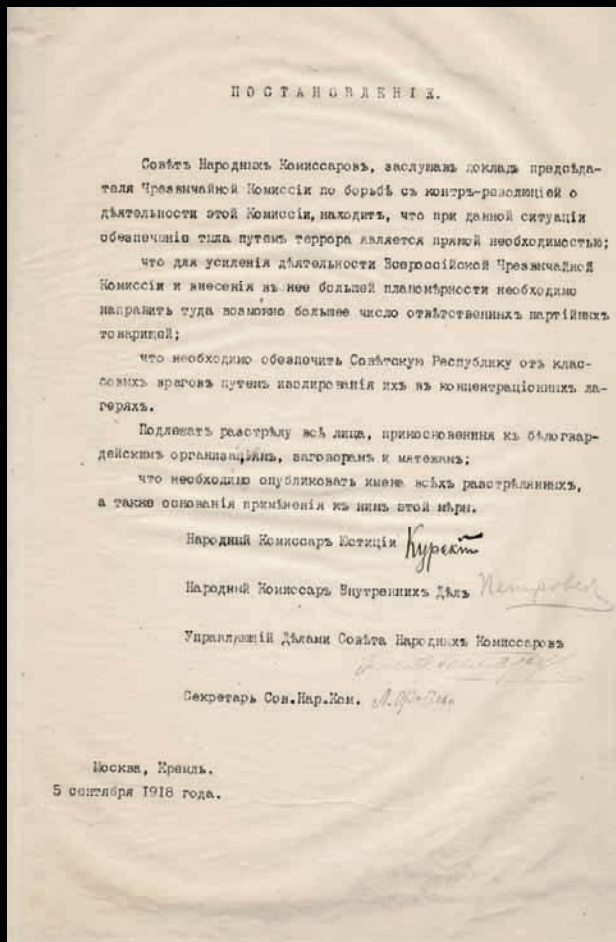 ПОСТАНОВЛЕНІЕ.
Совѣтъ Народныхъ Комиссаровъ, заслушавъ докладъ предсѣда-
теля Чрезвычайной Комиссіи по борьбѣ съ контръ-революціей о
дѣятельности этой Комиссіи, находитъ, что при данной ситуаціи
обезпеченіе тыла путемъ террора является прямой необходимостью;
что для усиленія дѣятельности Всероссійской Чрезвычайной
Комиссіи и внесенія въ нее большей планомѣрности необходимо
направить туда возможно большее число отвѣтственныхъ партійныхъ
товарищей;
что необходимо обезпечить Совѣтскую Республику отъ клас-
совыхъ враговъ путемъ изолированія ихъ въ концентраціонныхъ ла-
геряхъ.
Подлежатъ разстрѣлу всѣ лица, прикосновенныя къ бѣлогвар-
дейскимъ организаціямъ, заговорамъ и мятежамъ;
что необходимо опубликовать имена всѣхъ разстрѣлянныхъ,
а также основанія примѣненія къ нимъ этой мѣры.
Народный Комиссаръ Юстиціи
Народный Комиссаръ Внутреннихъ Дѣлъ
Управляющій Дѣлами Совѣта Народныхъ Комиссаровъ
Секретарь Сов.Нар.Ком.
Москва, Кремль.
5 сентября 1918 года.